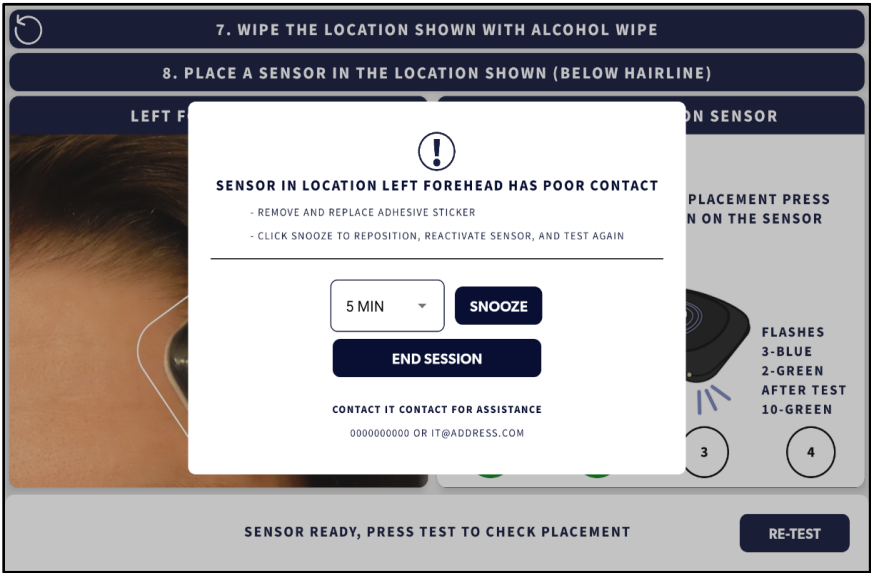 7. WIPE THE LOCATION SHOWN WITH ALCOHOL WIPE
8. PLACE A SENSOR IN THE LOCATION SHOWN (BELOW HAIRLINE)
LEFT
SENSOR
SENSOR IN LOCATION LEFT FOREHEAD HAS POOR CONTACT
- REMOVE AND REPLACE ADHESIVE STICKER
- CLICK SNOOZE TO REPOSITION, REACTIVATE SENSOR, AND TEST AGAIN
5 MIN
SNOOZE
END SESSION
CONTACT IT CONTACT FOR ASSISTANCE
0000000000 OR IT@ADDRESS.COM
PLACEMENT PRESS
ON THE SENSOR
FLASHES
3-BLUE
2-GREEN
AFTER TEST
10-GREEN
3
4
SENSOR READY, PRESS TEST TO CHECK PLACEMENT
RE-TEST